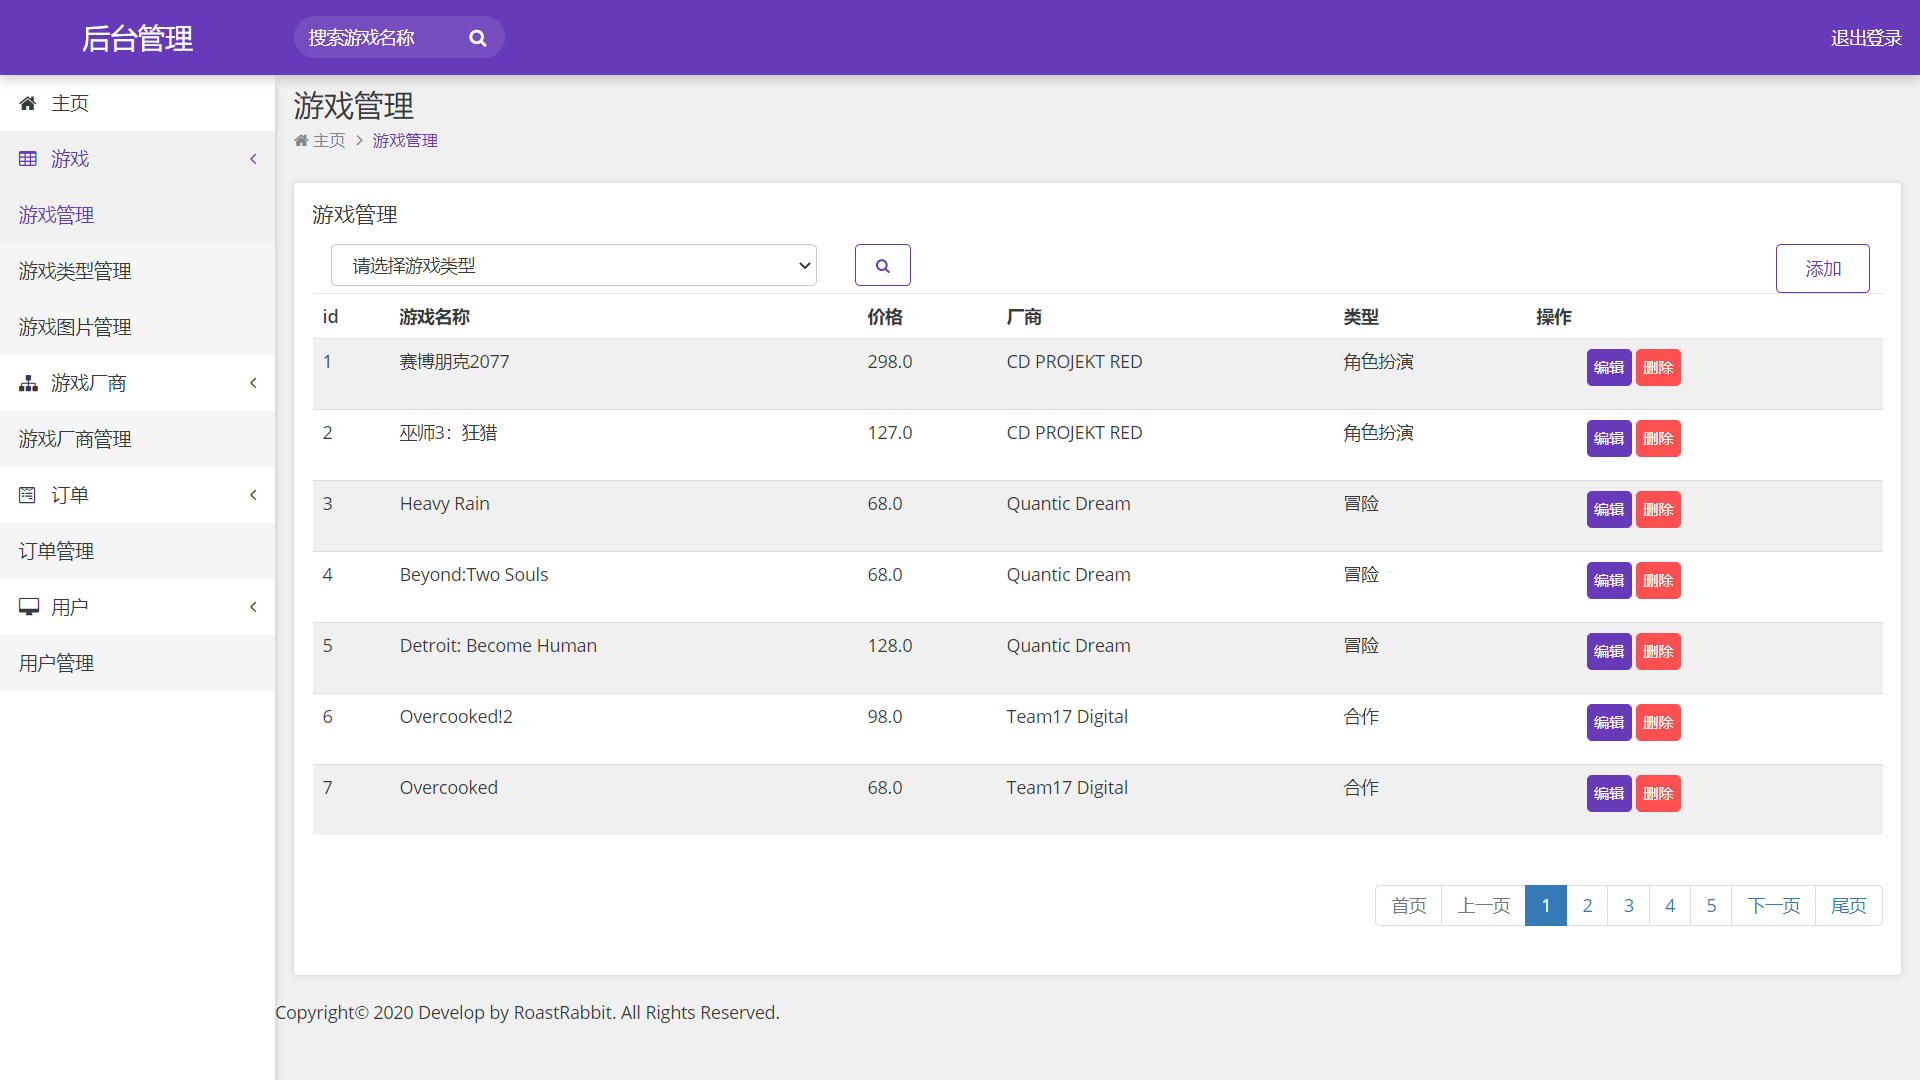 后台管理 搜索游戏名称 退出登录
主页
游戏
游戏管理
游戏类型管理
游戏图片管理
游戏厂商
游戏厂商管理
订单
订单管理
用户
用户管理
游戏管理
主页 > 游戏管理
游戏管理
请选择游戏类型 添加
id 游戏名称 价格 厂商 类型 操作
1 赛博朋克2077 298.0 CD PROJEKT RED 角色扮演 编辑 删除
2 巫师3：狂猎 127.0 CD PROJEKT RED 角色扮演 编辑 删除
3 Heavy Rain 68.0 Quantic Dream 冒险 编辑 删除
4 Beyond:Two Souls 68.0 Quantic Dream 冒险 编辑 删除
5 Detroit: Become Human 128.0 Quantic Dream 冒险 编辑 删除
6 Overcooked!2 98.0 Team17 Digital 合作 编辑 删除
7 Overcooked 68.0 Team17 Digital 合作 编辑 删除
首页 上一页 1 2 3 4 5 下一页 尾页
Copyright© 2020 Develop by RoastRabbit. All Rights Reserved.